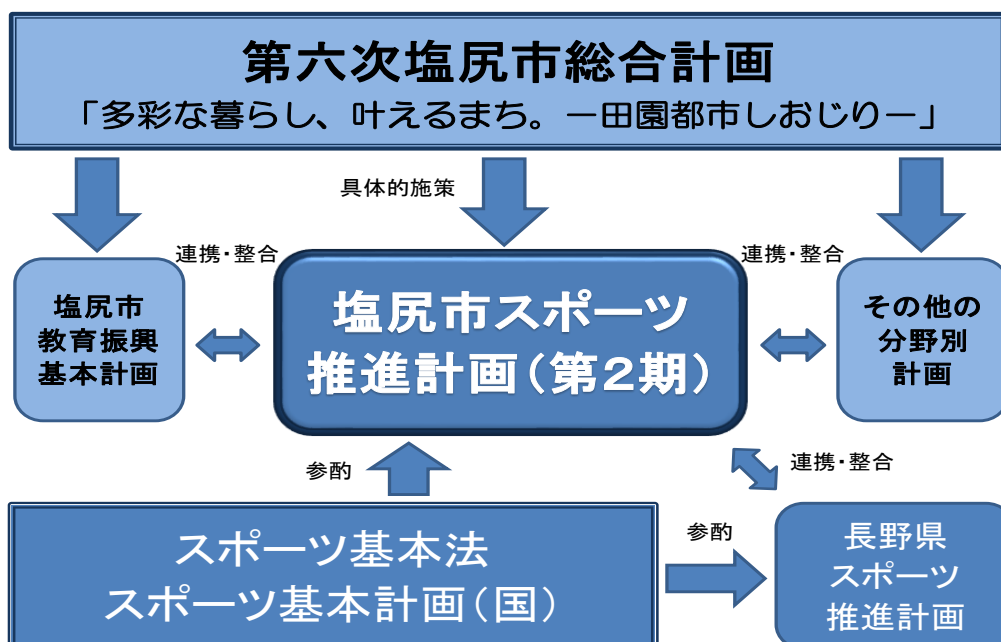 第六次塩尻市総合計画
「多彩な暮らし、叶えるまち。―田園都市しおじり―」
具体的施策
連携・整合
連携・整合
塩尻市
教育振興
基本計画
塩尻市スポーツ
推進計画（第２期）
その他の
分野別
計画
参酌
連携・整合
スポーツ基本法
スポーツ基本計画（国）
参酌
長野県
スポーツ
推進計画